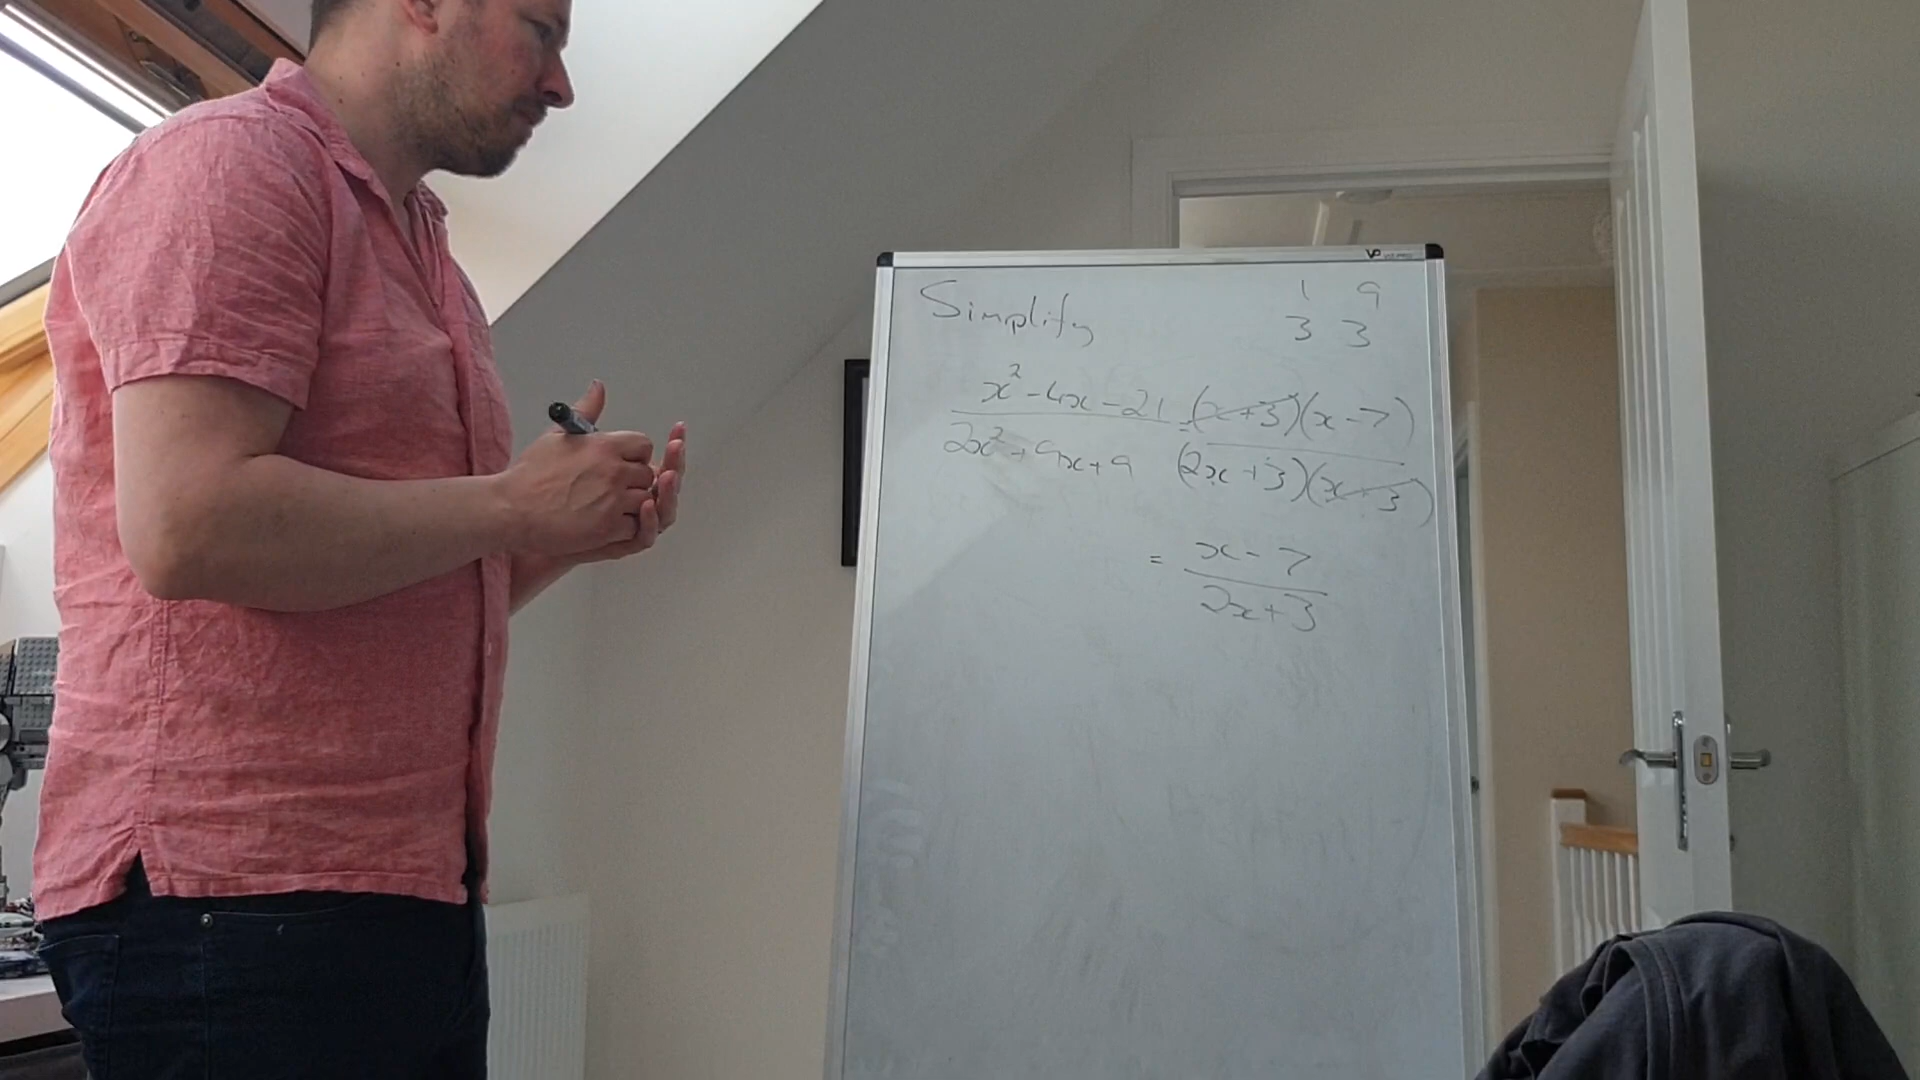 Simplify
1 9
3 3
x² - 4x - 21 = (x+3)(x-7)
2x² + 9x + 9 (2x+3)(x+3)
= x - 7
2x + 3